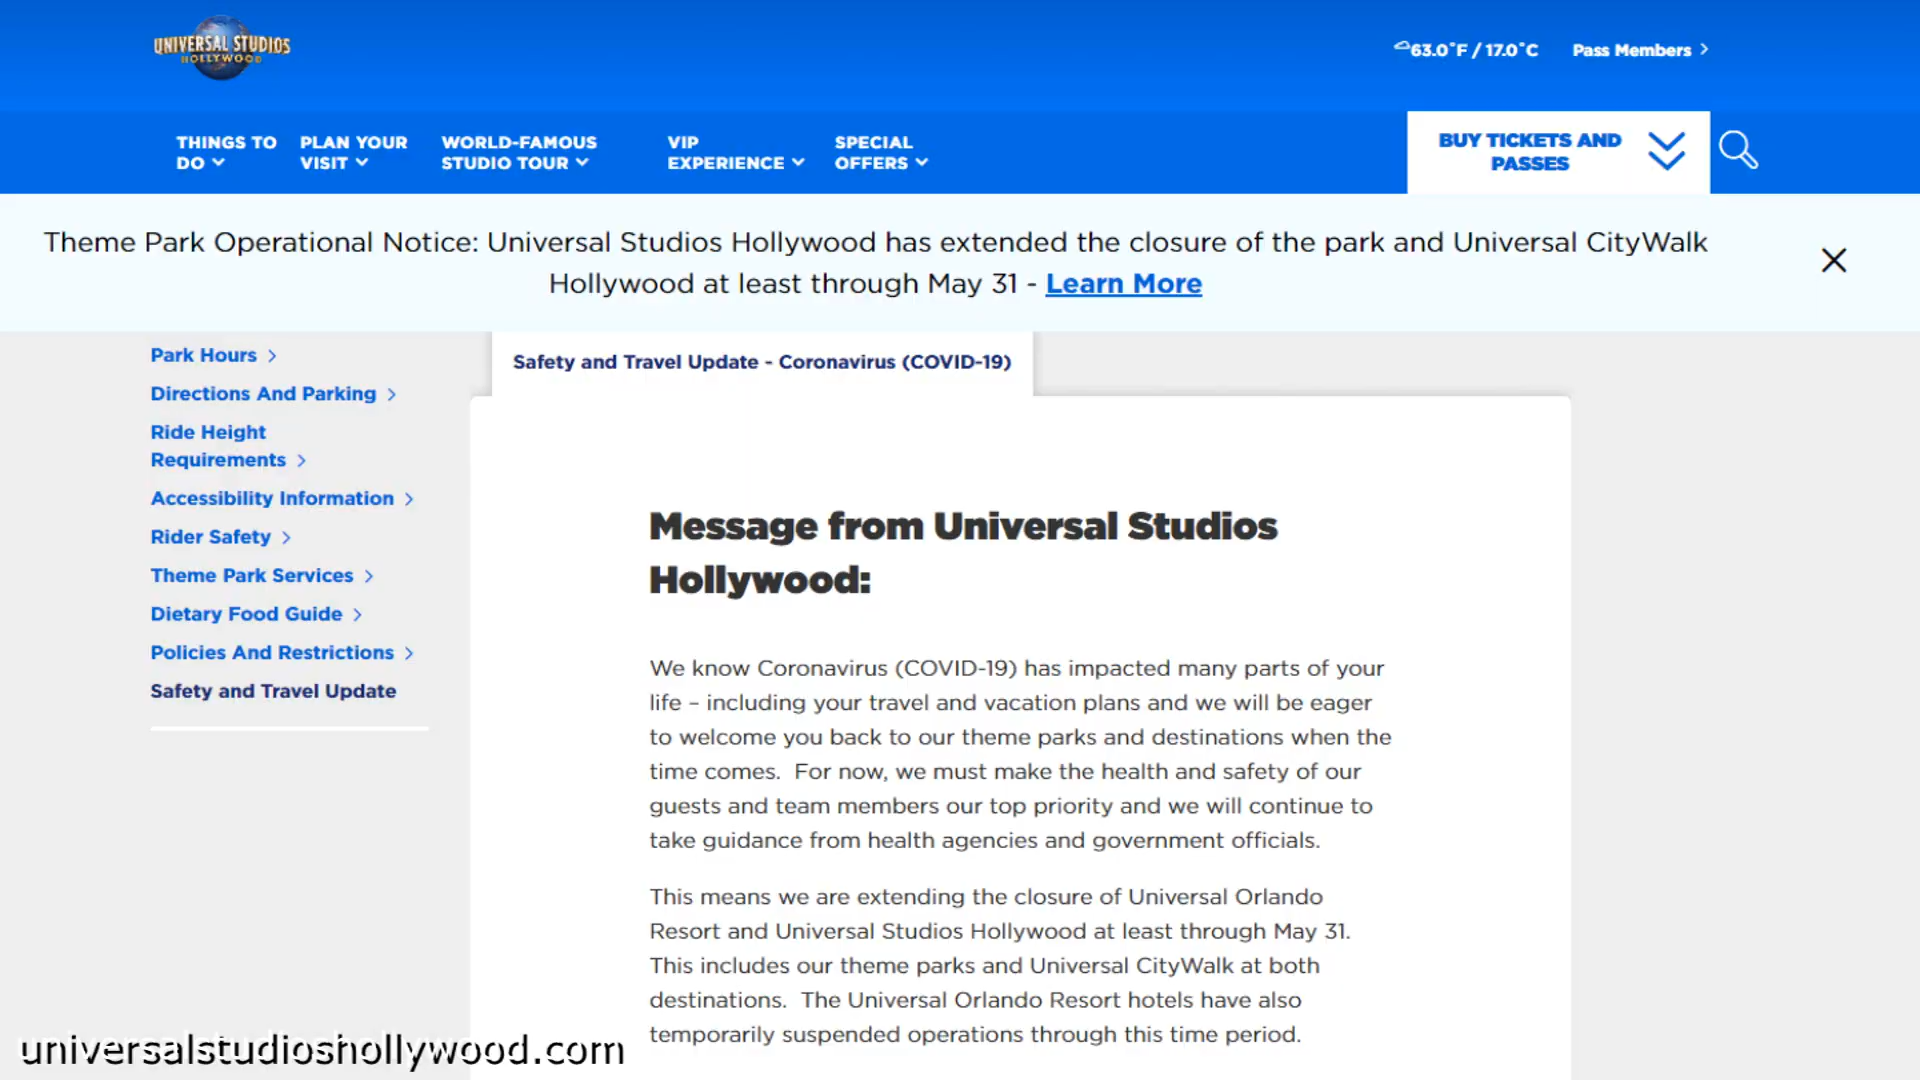 UNIVERSAL STUDIOS
HOLLYWOOD
63.0°F / 17.0°C
Pass Members
THINGS TO
DO
PLAN YOUR
VISIT
WORLD-FAMOUS
STUDIO TOUR
VIP
EXPERIENCE
SPECIAL
OFFERS
BUY TICKETS AND
PASSES
Theme Park Operational Notice: Universal Studios Hollywood has extended the closure of the park and Universal CityWalk
Hollywood at least through May 31 - Learn More
Park Hours
Directions And Parking
Ride Height
Requirements
Accessibility Information
Rider Safety
Theme Park Services
Dietary Food Guide
Policies And Restrictions
Safety and Travel Update
Safety and Travel Update - Coronavirus (COVID-19)
Message from Universal Studios
Hollywood:
We know Coronavirus (COVID-19) has impacted many parts of your
life – including your travel and vacation plans and we will be eager
to welcome you back to our theme parks and destinations when the
time comes.  For now, we must make the health and safety of our
guests and team members our top priority and we will continue to
take guidance from health agencies and government officials.
This means we are extending the closure of Universal Orlando
Resort and Universal Studios Hollywood at least through May 31.
This includes our theme parks and Universal CityWalk at both
destinations.  The Universal Orlando Resort hotels have also
temporarily suspended operations through this time period.
universalstudioshollywood.com